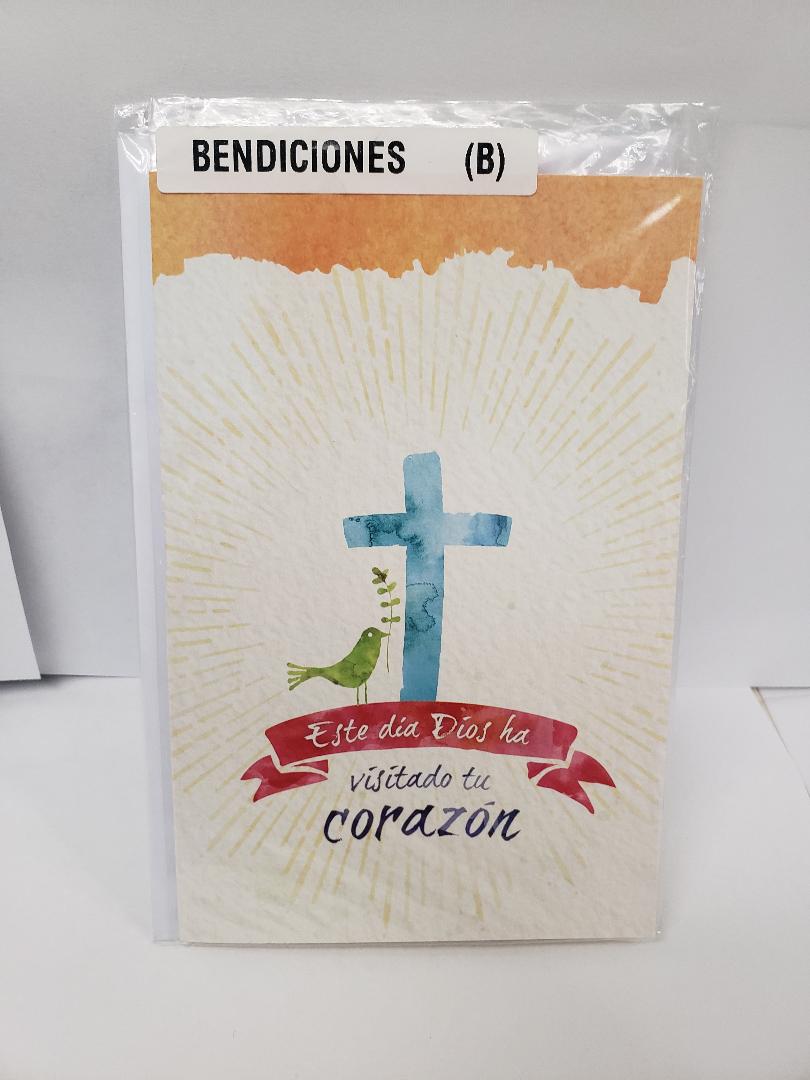 BENDICIONES (B)
Este día Dios ha
visitado tu
corazón